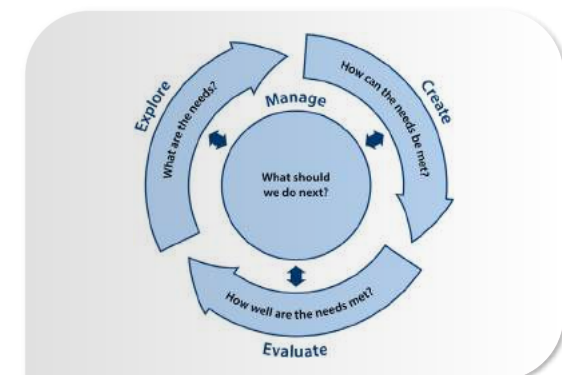 Explore
What are the needs?
Manage
What should
we do next?
How can the needs be met?
Create
How well are the needs met?
Evaluate